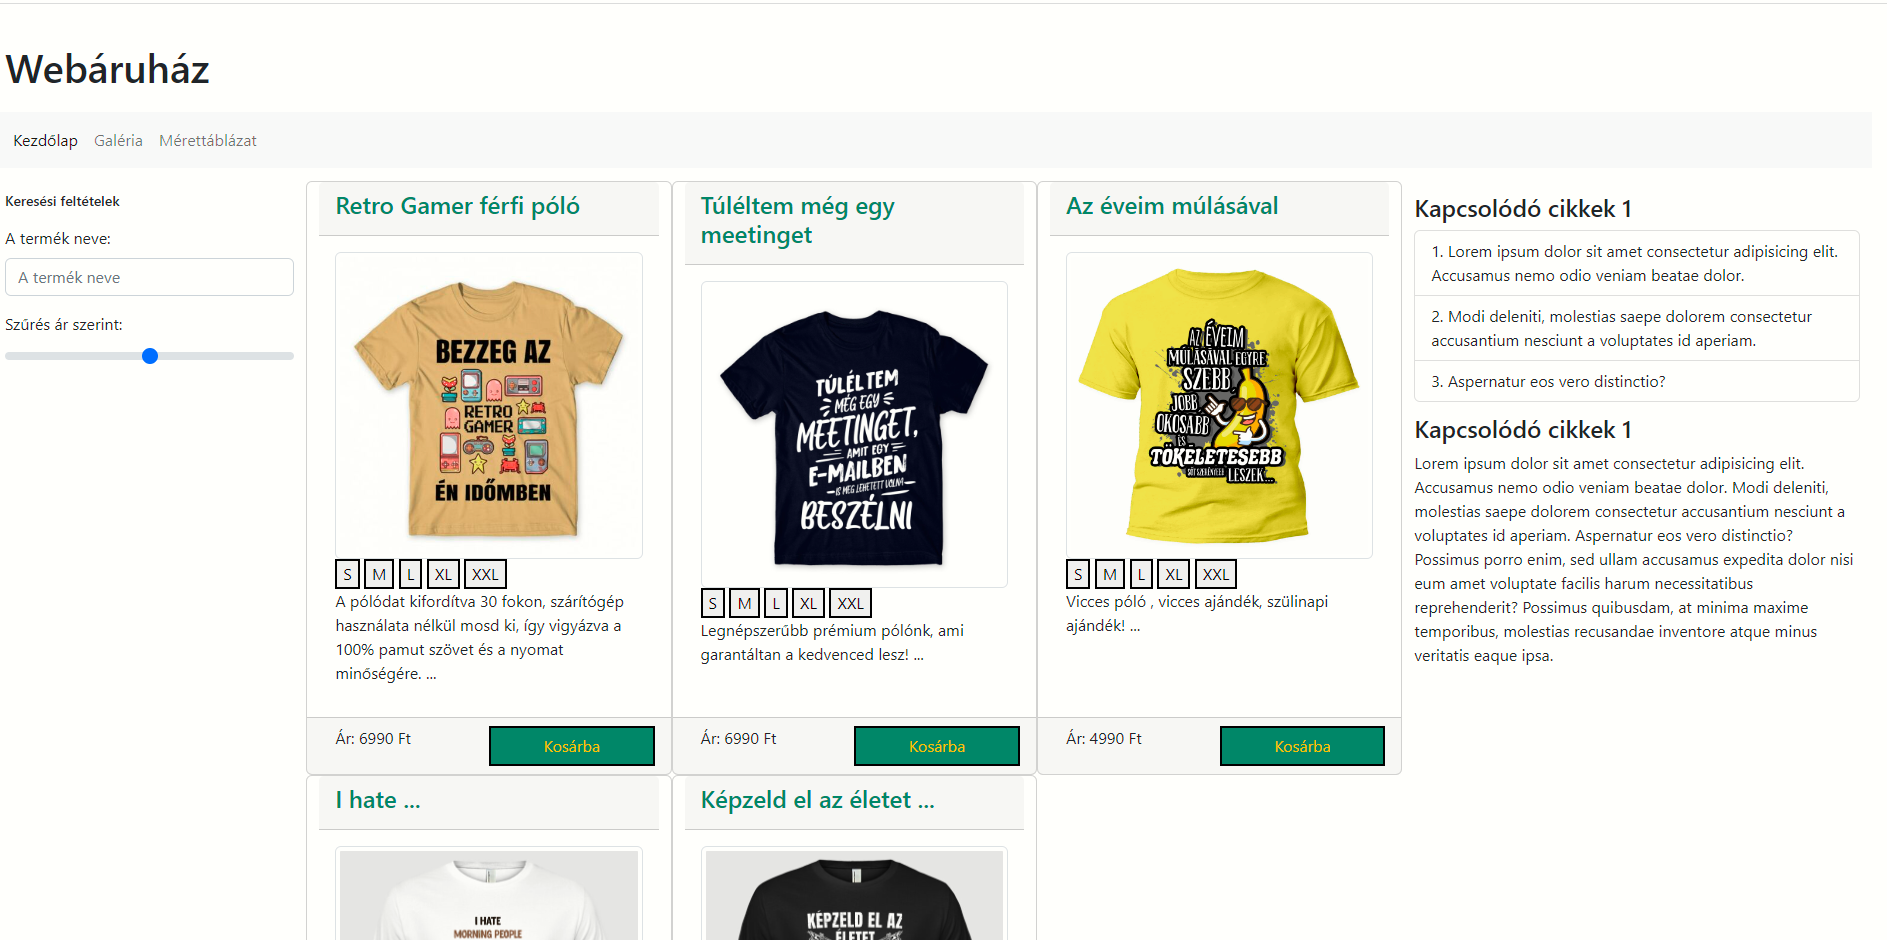 Webáruház
Kezdőlap Galéria Mérettáblázat
Keresési feltételek
A termék neve:
A termék neve
Szűrés ár szerint:
Retro Gamer férfi póló
BEZZEG AZ
RETRO
GAMER
ÉN IDŐMBEN
S M L XL XXL
A pólódat kifordítva 30 fokon, szárítógép
használata nélkül mosd ki, így vigyázva a
100% pamut szövet és a nyomat
minőségére. ...
Ár: 6990 Ft
Kosárba
Túléltem még egy
meetinget
TÚLÉLTEM
MÉG EGY
MEETINGET,
AMIT EGY
E-MAILBEN
IS MEG LEHETETT VOLNA
BESZÉLNI
S M L XL XXL
Legnépszerűbb prémium pólónk, ami
garantáltan a kedvenced lesz! ...
Ár: 6990 Ft
Kosárba
Az éveim múlásával
AZ ÉVEIM
MÚLÁSÁVAL EGYRE
SZEBB
JOBB
OKOSABB
IS
TÖKÉLETESEBB
SŐT SZERÉNYEBB LESZEK...
S M L XL XXL
Vicces póló , vicces ajándék, szülinapi
ajándék! ...
Ár: 4990 Ft
Kosárba
I hate ...
I HATE
MORNING PEOPLE
Képzeld el az életet ...
KÉPZELD EL AZ
ÉLETET
Kapcsolódó cikkek 1
1. Lorem ipsum dolor sit amet consectetur adipisicing elit.
Accusamus nemo odio veniam beatae dolor.
2. Modi deleniti, molestias saepe dolorem consectetur
accusantium nesciunt a voluptates id aperiam.
3. Aspernatur eos vero distinctio?
Kapcsolódó cikkek 1
Lorem ipsum dolor sit amet consectetur adipisicing elit.
Accusamus nemo odio veniam beatae dolor. Modi deleniti,
molestias saepe dolorem consectetur accusantium nesciunt a
voluptates id aperiam. Aspernatur eos vero distinctio?
Possimus porro enim, sed ullam accusamus expedita dolor nisi
eum amet voluptate facilis harum necessitatibus
reprehenderit? Possimus quibusdam, at minima maxime
temporibus, molestias recusandae inventore atque minus
veritatis eaque ipsa.